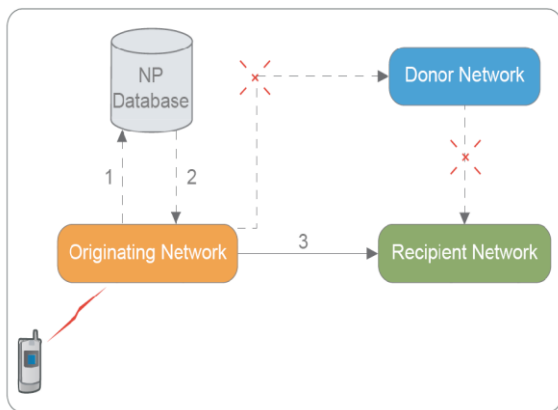 NP
Database
Donor Network
1
2
Originating Network
3
Recipient Network